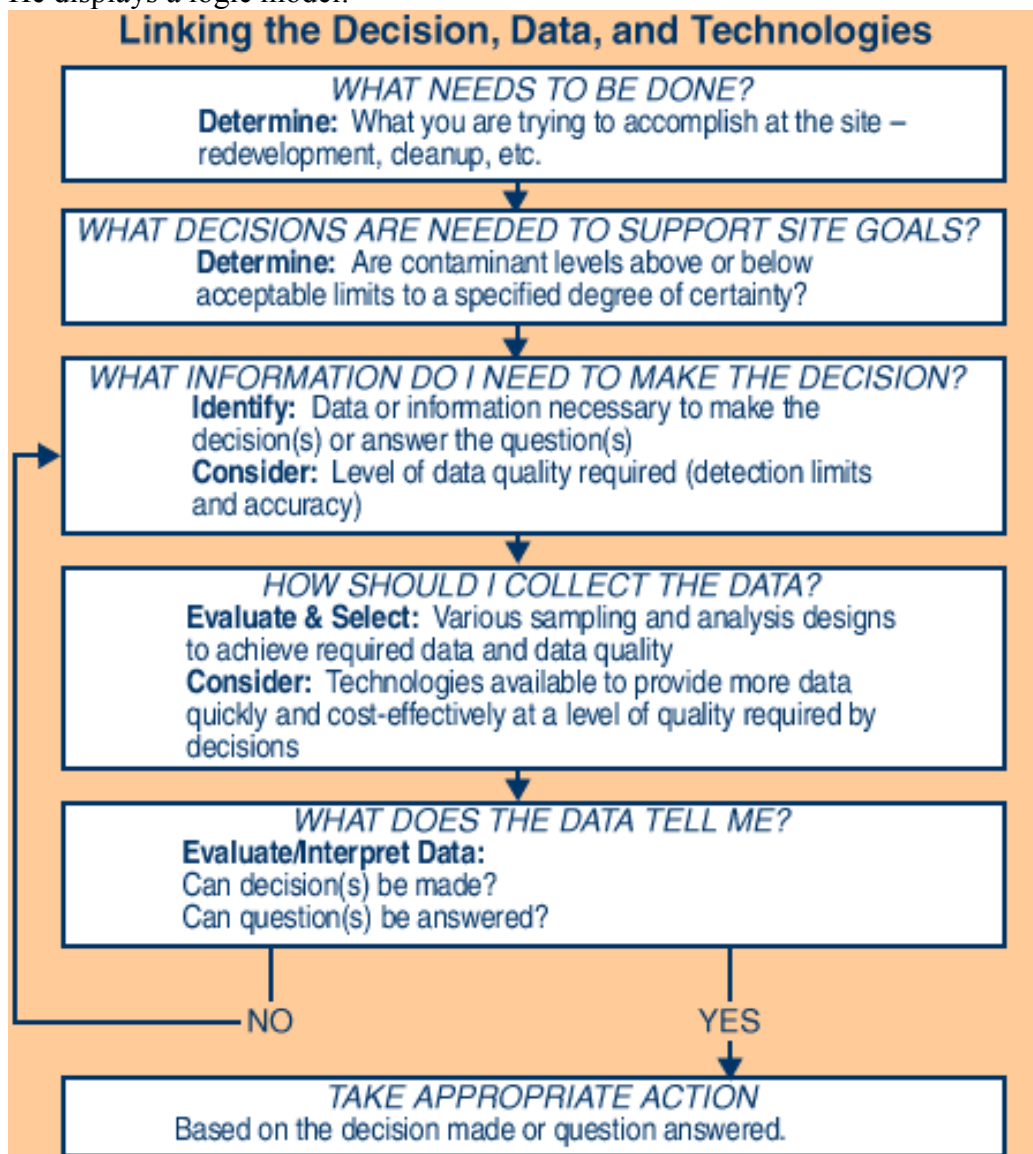 He displays a logic model.
Linking the Decision, Data, and Technologies
WHAT NEEDS TO BE DONE?
Determine: What you are trying to accomplish at the site –
redevelopment, cleanup, etc.
WHAT DECISIONS ARE NEEDED TO SUPPORT SITE GOALS?
Determine: Are contaminant levels above or below
acceptable limits to a specified degree of certainty?
WHAT INFORMATION DO I NEED TO MAKE THE DECISION?
Identify: Data or information necessary to make the
decision(s) or answer the question(s)
Consider: Level of data quality required (detection limits
and accuracy)
HOW SHOULD I COLLECT THE DATA?
Evaluate & Select: Various sampling and analysis designs
to achieve required data and data quality
Consider: Technologies available to provide more data
quickly and cost-effectively at a level of quality required by
decisions
WHAT DOES THE DATA TELL ME?
Evaluate/Interpret Data:
Can decision(s) be made?
Can question(s) be answered?
NO
YES
TAKE APPROPRIATE ACTION
Based on the decision made or question answered.